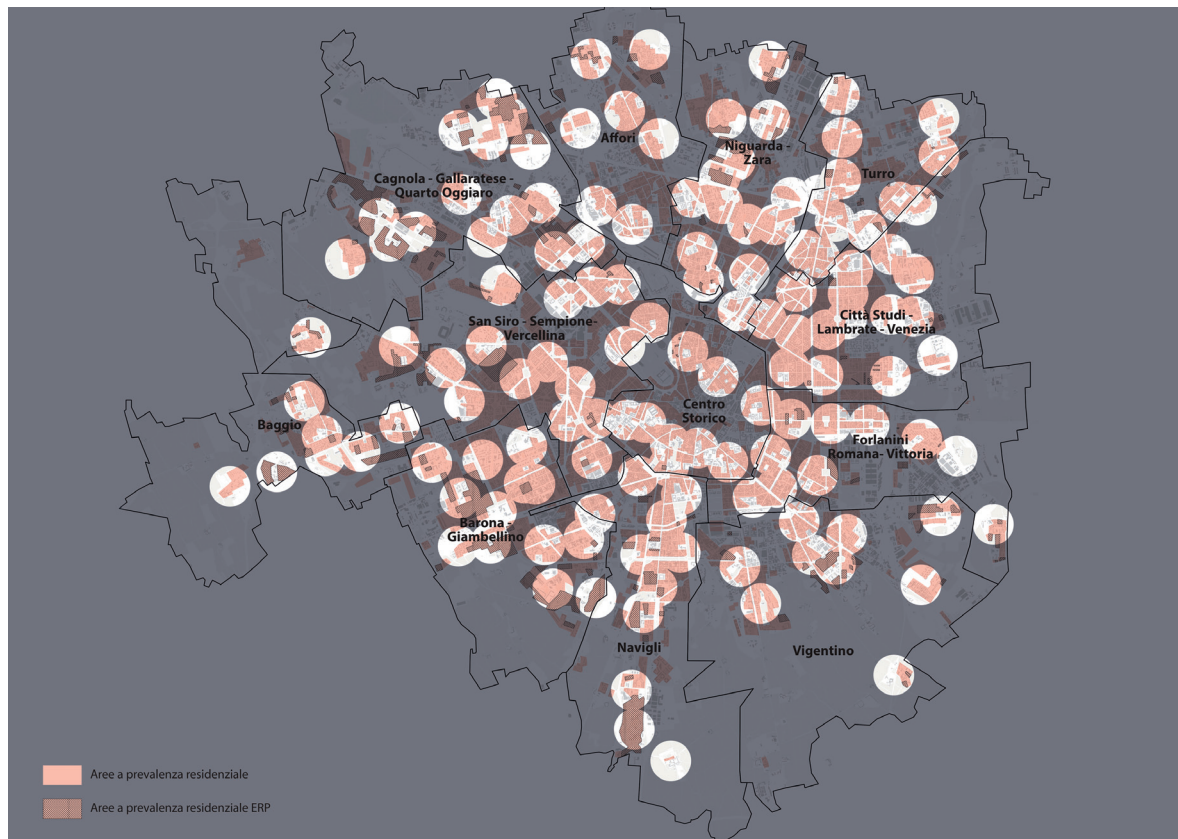 Affori
Niguarda -
Zara
Turro
Cagnola - Gallaratese -
Quarto Oggiaro
San Siro - Sempione-
Vercellina
Città Studi -
Lambrate - Venezia
Centro
Storico
Baggio
Forlanini
Romana- Vittoria
Barona -
Giambellino
Navigli
Vigentino
Aree a prevalenza residenziale
Aree a prevalenza residenziale ERP